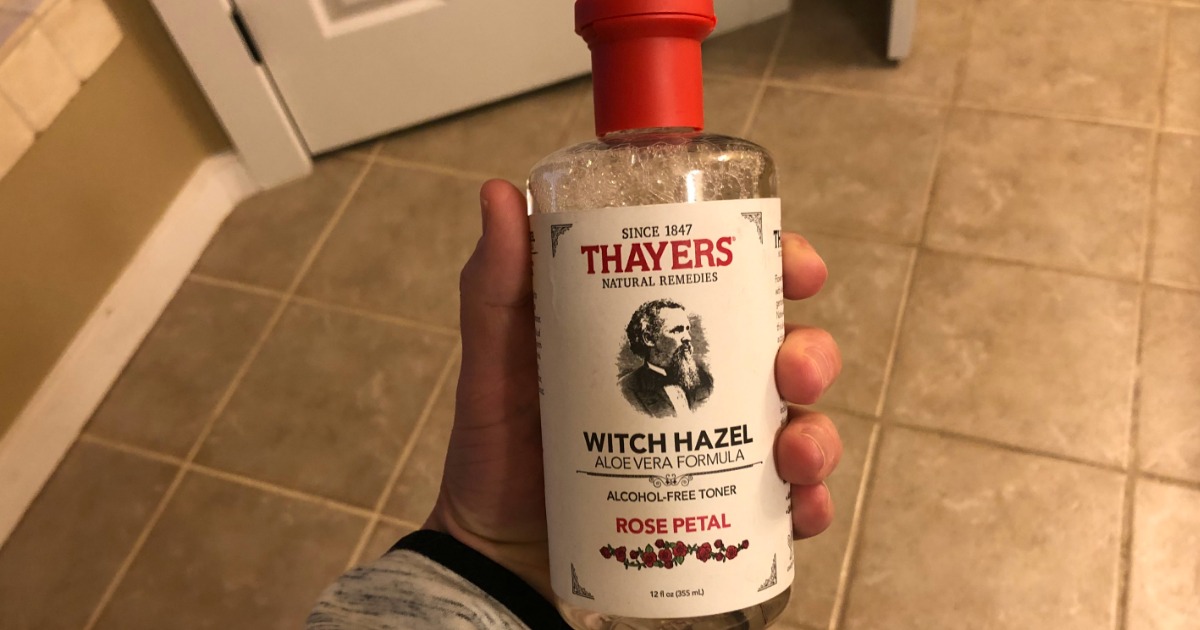 SINCE 1847
THAYERS®
NATURAL REMEDIES
WITCH HAZEL
ALOE VERA FORMULA
ALCOHOL-FREE TONER
ROSE PETAL
12 fl oz (355 mL)